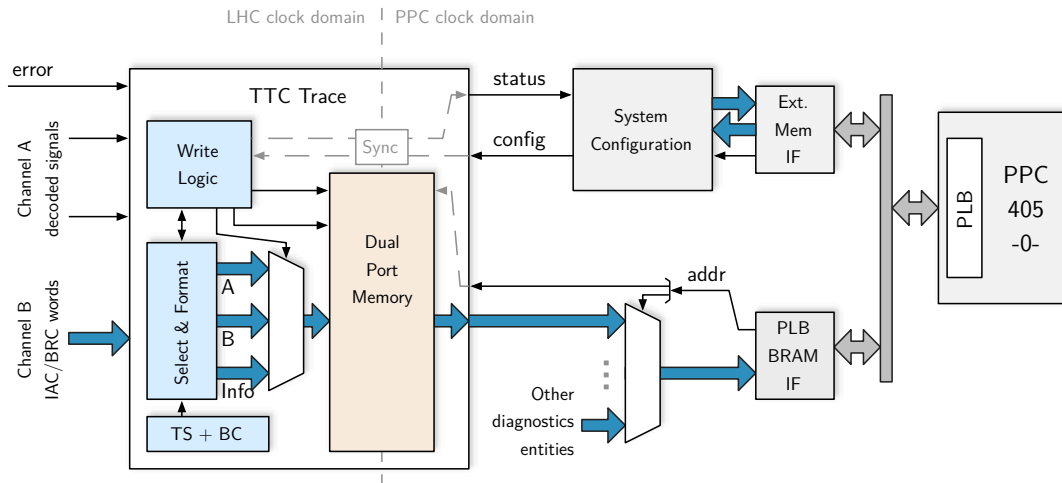 LHC clock domain
PPC clock domain
error
TTC Trace
status
System
Configuration
Ext.
Mem
IF
Channel A
decoded signals
Write
Logic
Sync
config
PLB
PPC
405
-0-
Dual
Port
Memory
Select & Format
A
B
Info
addr
Channel B
IAC/BRC words
PLB
BRAM
IF
Other
diagnostics
entities
TS + BC